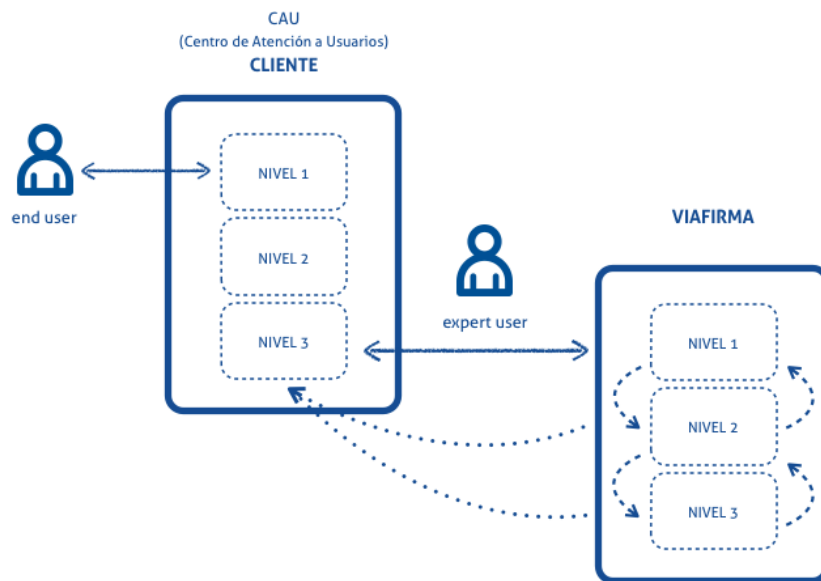 CAU
(Centro de Atención a Usuarios)
CLIENTE
end user
NIVEL 1
NIVEL 2
NIVEL 3
expert user
VIAFIRMA
NIVEL 1
NIVEL 2
NIVEL 3